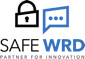 SAFE WRD
PARTNER FOR INNOVATION